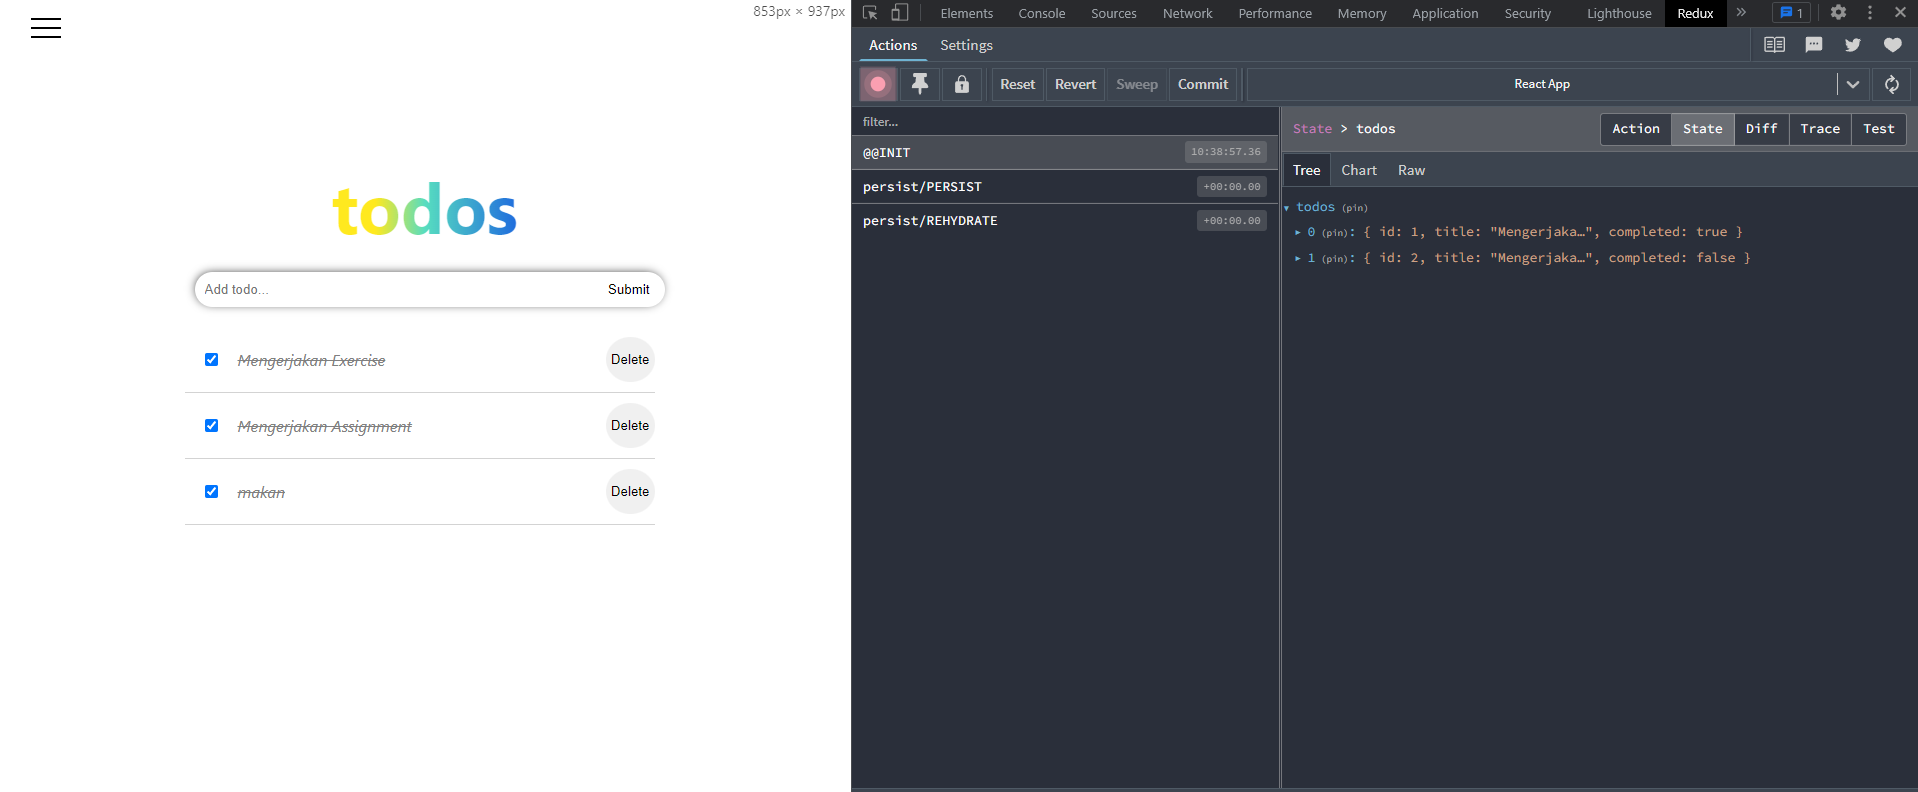 853px × 937px
todos
Add todo...
Submit
Mengerjakan Exercise
Delete
Mengerjakan Assignment
Delete
makan
Delete
Elements Console Sources Network Performance Memory Application Security Lighthouse Redux » 1
Actions Settings
Reset Revert Sweep Commit React App
filter...
@@INIT 10:38:57.36
persist/PERSIST +00:00.00
persist/REHYDRATE +00:00.00
State > todos Action State Diff Trace Test
Tree Chart Raw
todos (pin)
0 (pin): { id: 1, title: "Mengerjaka…", completed: true }
1 (pin): { id: 2, title: "Mengerjaka…", completed: false }